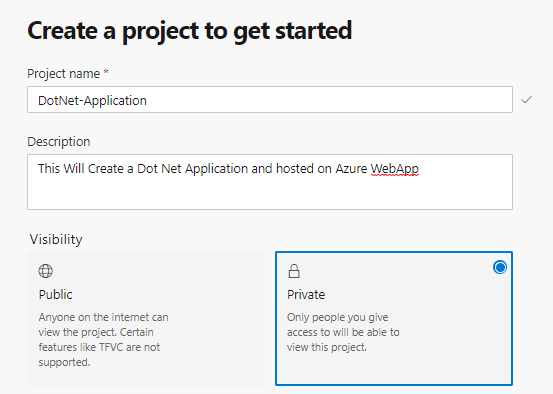 Create a project to get started
Project name *
DotNet-Application
Description
This Will Create a Dot Net Application and hosted on Azure WebApp
Visibility
Public
Anyone on the internet can
view the project. Certain
features like TFVC are not
supported.
Private
Only people you give
access to will be able to
view this project.